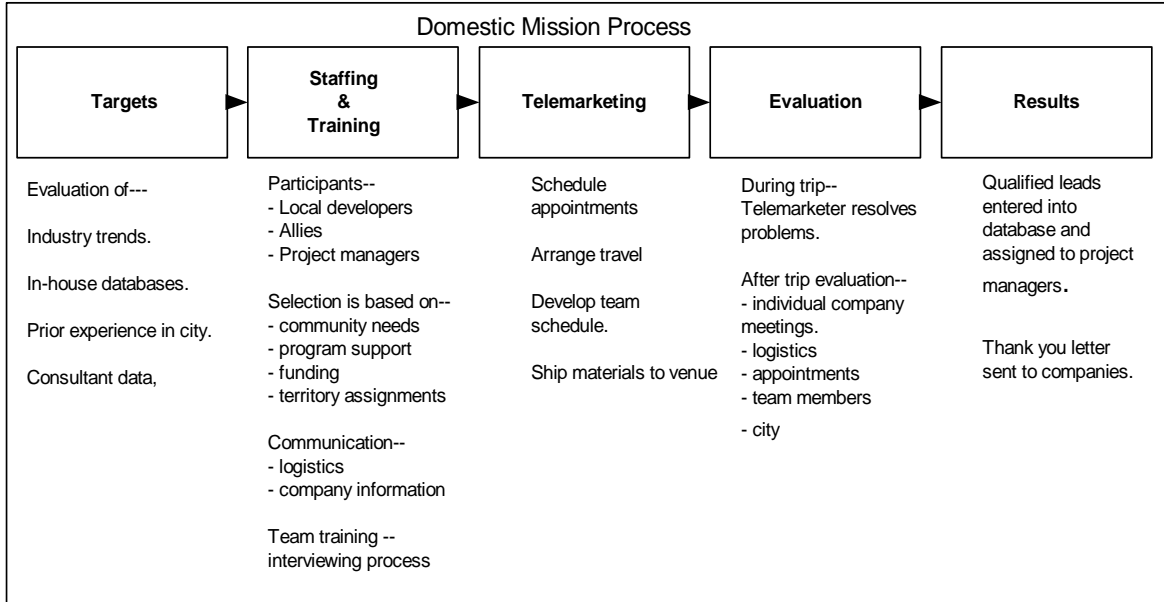 Domestic Mission Process
Targets
Staffing
&
Training
Telemarketing
Evaluation
Results
Evaluation of---
Industry trends.
In-house databases.
Prior experience in city.
Consultant data,
Participants--
- Local developers
- Allies
- Project managers
Selection is based on--
- community needs
- program support
- funding
- territory assignments
Communication--
- logistics
- company information
Team training --
interviewing process
Schedule
appointments
Arrange travel
Develop team
schedule.
Ship materials to venue
During trip--
Telemarketer resolves
problems.
After trip evaluation--
- individual company
meetings.
- logistics
- appointments
- team members
- city
Qualified leads
entered into
database and
assigned to project
managers.
Thank you letter
sent to companies.